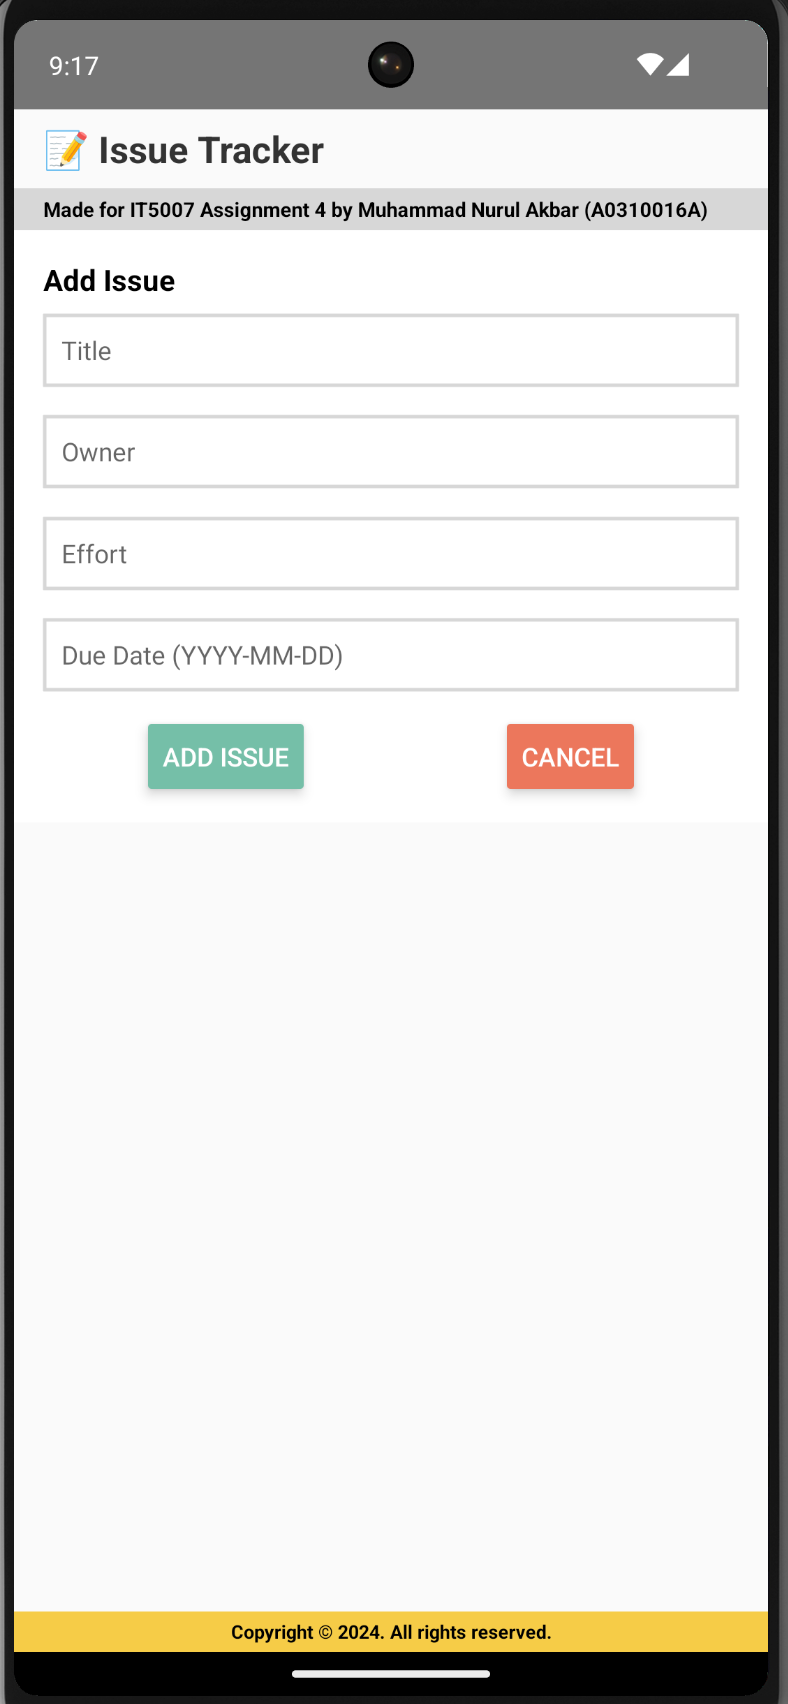 9:17
Issue Tracker
Made for IT5007 Assignment 4 by Muhammad Nurul Akbar (A0310016A)
Add Issue
Title
Owner
Effort
Due Date (YYYY-MM-DD)
ADD ISSUE CANCEL
Copyright © 2024. All rights reserved.